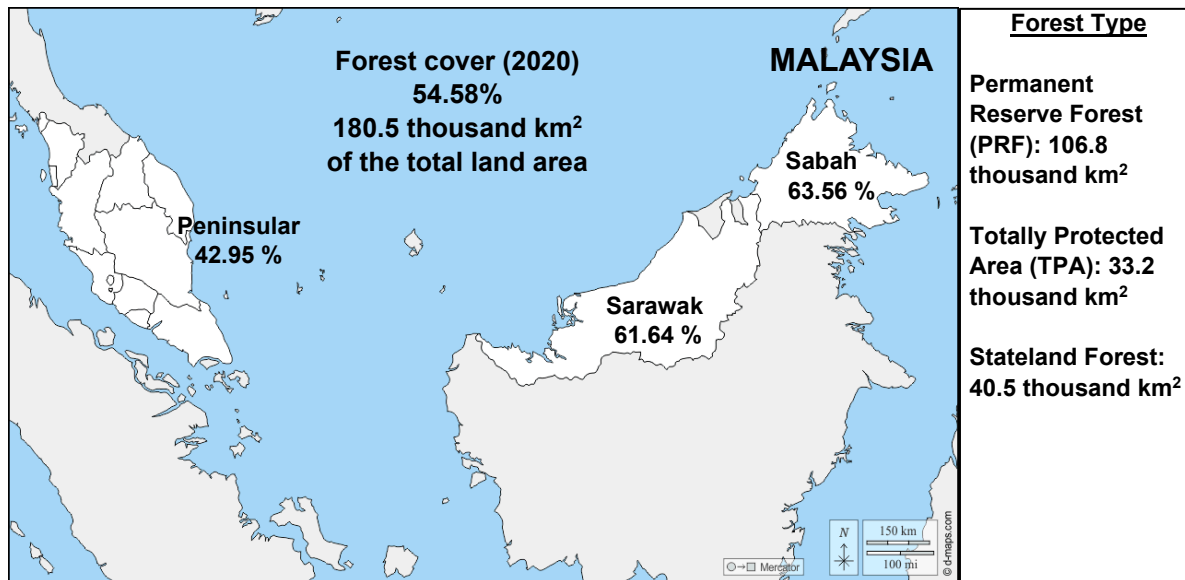 Forest cover (2020)
54.58%
180.5 thousand km²
of the total land area
MALAYSIA
Peninsular
42.95 %
Sabah
63.56 %
Sarawak
61.64 %
N
150 km
100 mi
Mercator
© d-maps.com
Forest Type
Permanent
Reserve Forest
(PRF): 106.8
thousand km²
Totally Protected
Area (TPA): 33.2
thousand km²
Stateland Forest:
40.5 thousand km²